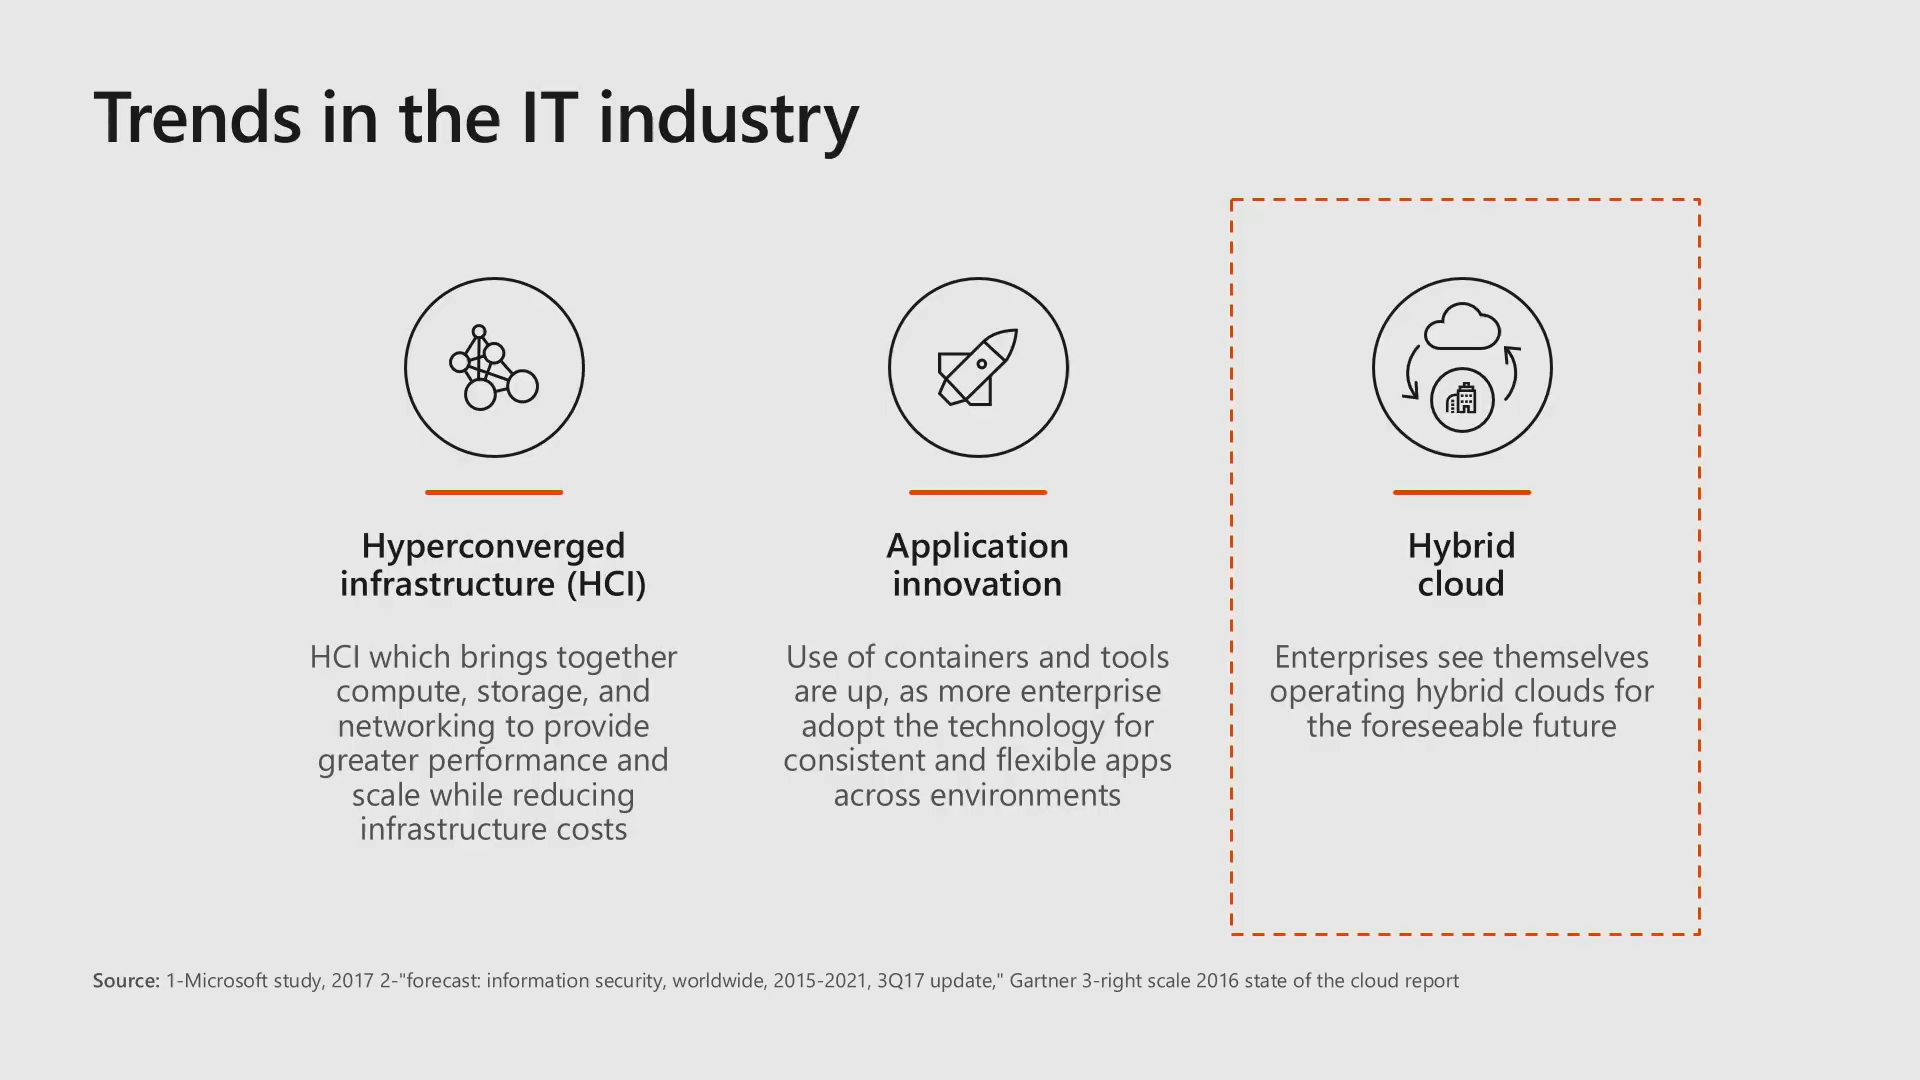 Trends in the IT industry
Hyperconverged
infrastructure (HCI)
HCI which brings together
compute, storage, and
networking to provide
greater performance and
scale while reducing
infrastructure costs
Application
innovation
Use of containers and tools
are up, as more enterprise
adopt the technology for
consistent and flexible apps
across environments
Hybrid
cloud
Enterprises see themselves
operating hybrid clouds for
the foreseeable future
Source: 1-Microsoft study, 2017 2-"forecast: information security, worldwide, 2015-2021, 3Q17 update," Gartner 3-right scale 2016 state of the cloud report